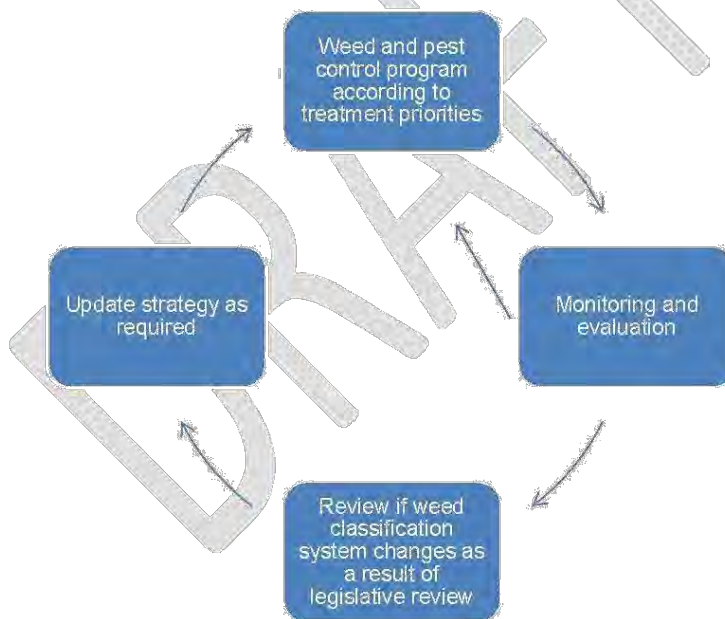 Weed and pest
control program
according to
treatment priorities
Update strategy as
required
Monitoring and
evaluation
Review if weed
classification
system changes as
a result of
legislative review
DRAFT